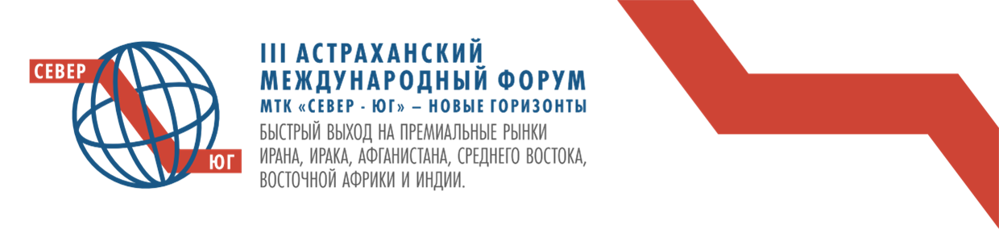 СЕВЕР
ЮГ
III АСТРАХАНСКИЙ
МЕЖДУНАРОДНЫЙ ФОРУМ
МТК «СЕВЕР - ЮГ» – НОВЫЕ ГОРИЗОНТЫ
БЫСТРЫЙ ВЫХОД НА ПРЕМИАЛЬНЫЕ РЫНКИ
ИРАНА, ИРАКА, АФГАНИСТАНА, СРЕДНЕГО ВОСТОКА,
ВОСТОЧНОЙ АФРИКИ И ИНДИИ.